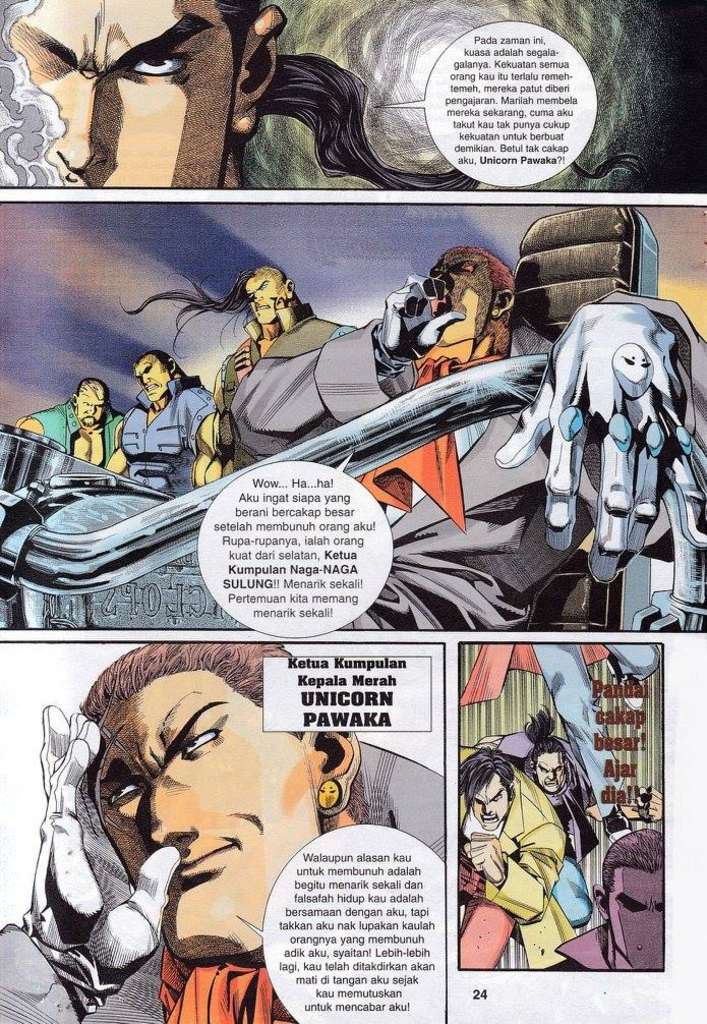 Pada zaman ini,
kuasa adalah segala-
galanya. Kekuatan semua
orang kau itu terlalu remeh-
temeh, mereka patut diberi
pengajaran. Marilah membela
mereka sekarang, cuma aku
takut kau tak punya cukup
kekuatan untuk berbuat
demikian. Betul tak cakap
aku, Unicorn Pawaka?!
Wow... Ha...ha!
Aku ingat siapa yang
berani bercakap besar
setelah membunuh orang aku!
Rupa-rupanya, ialah orang
kuat dari selatan, Ketua
Kumpulan Naga-NAGA
SULUNG!! Menarik sekali!
Pertemuan kita memang
menarik sekali!
Ketua Kumpulan
Kepala Merah
UNICORN
PAWAKA
Pandai
cakap
besar!
Ajar
dia!!
Walaupun alasan kau
untuk membunuh adalah
begitu menarik sekali dan
falsafah hidup kau adalah
bersamaan dengan aku, tapi
takkan aku nak lupakan kaulah
orangnya yang membunuh
adik aku, syaitan! Lebih-lebih
lagi, kau telah ditakdirkan akan
mati di tangan aku sejak
kau memutuskan
untuk mencabar aku!
24